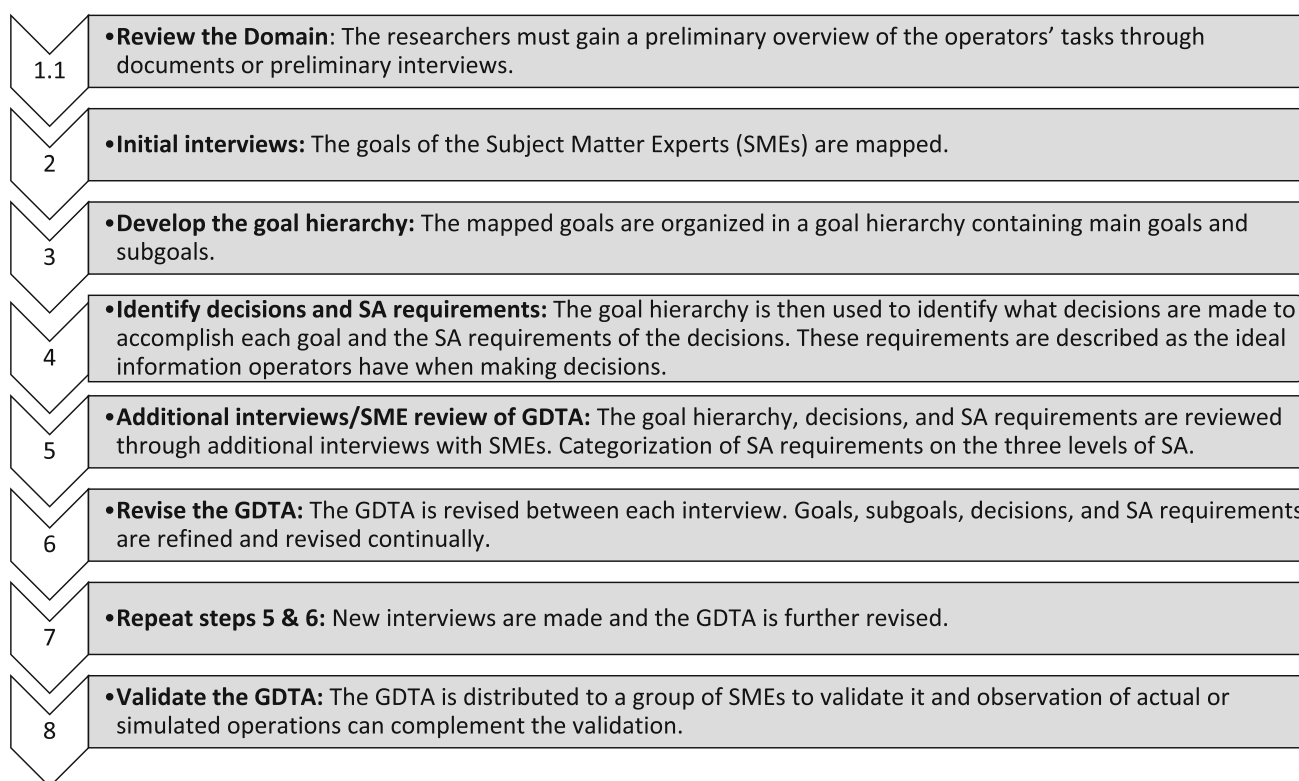 1.1
•Review the Domain: The researchers must gain a preliminary overview of the operators’ tasks through
documents or preliminary interviews.
2
•Initial interviews: The goals of the Subject Matter Experts (SMEs) are mapped.
3
•Develop the goal hierarchy: The mapped goals are organized in a goal hierarchy containing main goals and
subgoals.
4
•Identify decisions and SA requirements: The goal hierarchy is then used to identify what decisions are made to
accomplish each goal and the SA requirements of the decisions. These requirements are described as the ideal
information operators have when making decisions.
5
•Additional interviews/SME review of GDTA: The goal hierarchy, decisions, and SA requirements are reviewed
through additional interviews with SMEs. Categorization of SA requirements on the three levels of SA.
6
•Revise the GDTA: The GDTA is revised between each interview. Goals, subgoals, decisions, and SA requirements
are refined and revised continually.
7
•Repeat steps 5 & 6: New interviews are made and the GDTA is further revised.
8
•Validate the GDTA: The GDTA is distributed to a group of SMEs to validate it and observation of actual or
simulated operations can complement the validation.